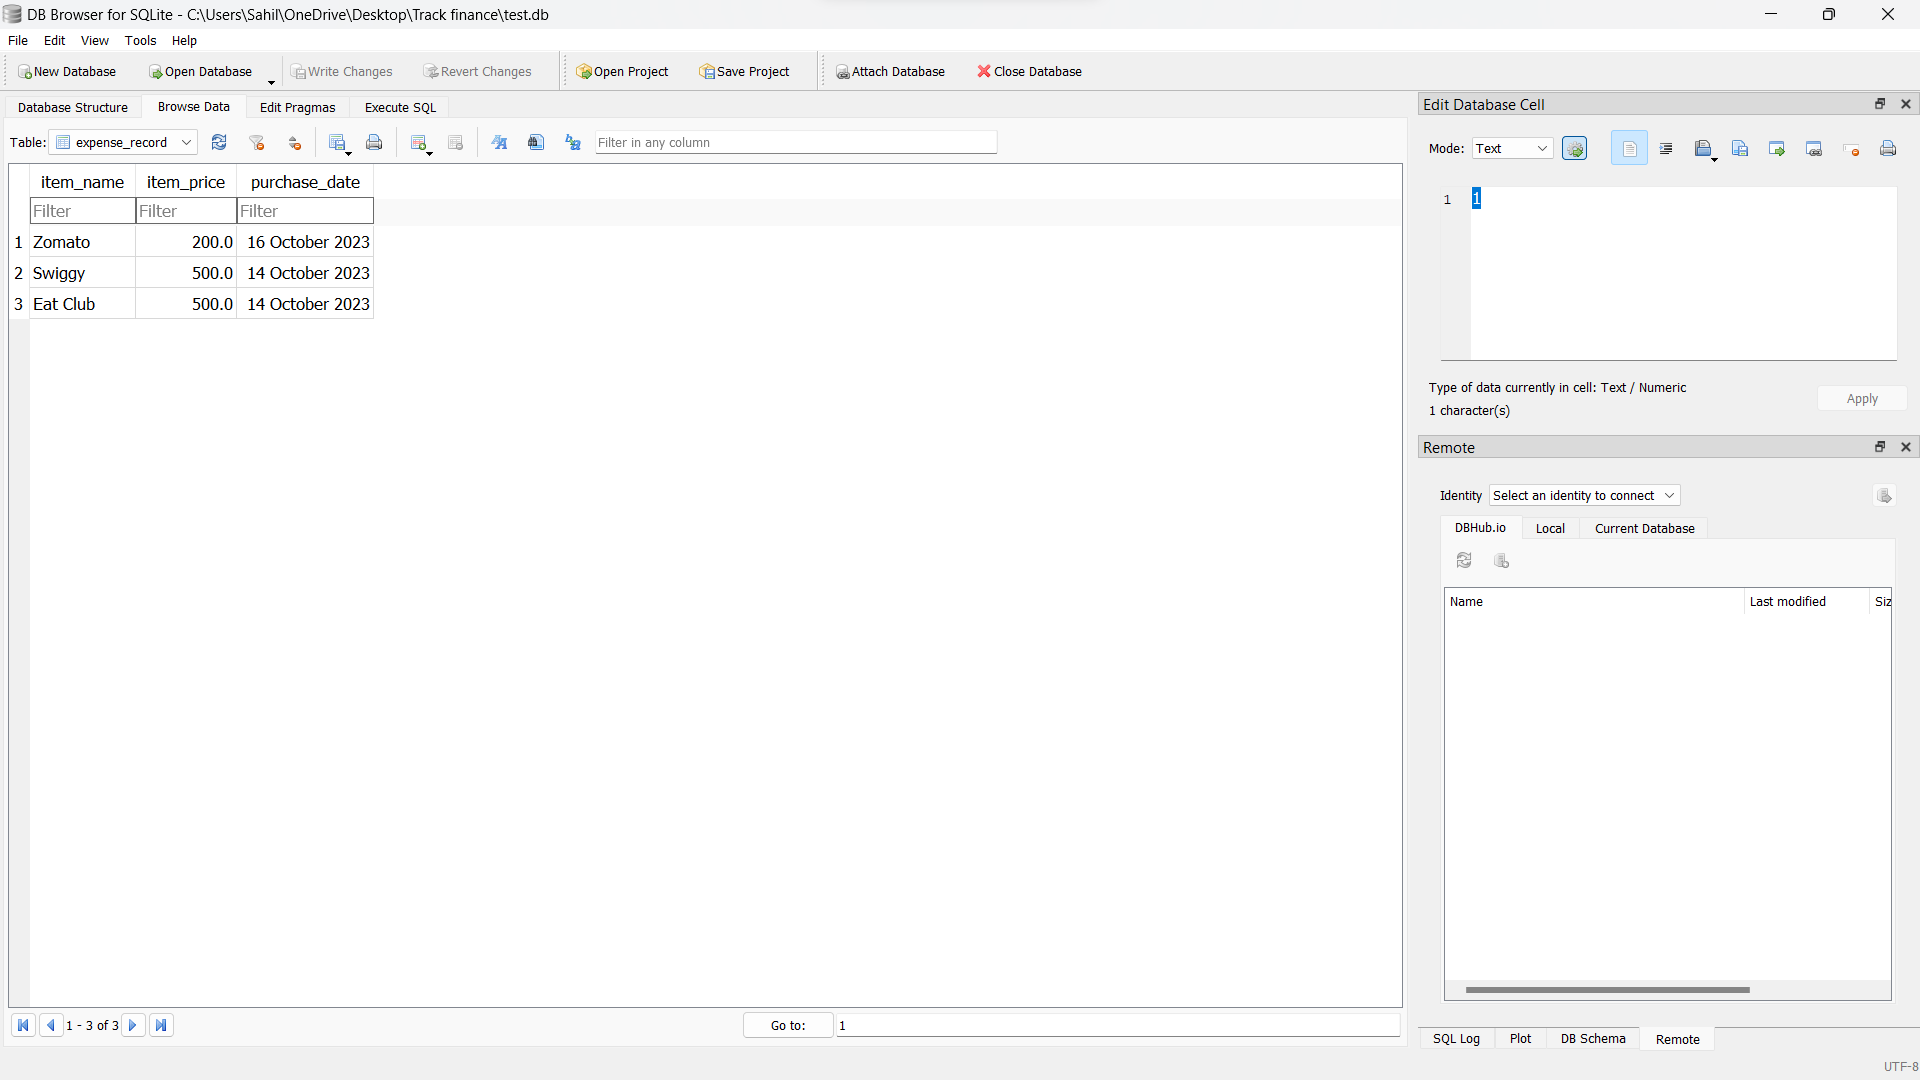 DB Browser for SQLite - C:\Users\Sahil\OneDrive\Desktop\Track finance\test.db
File Edit View Tools Help
New Database Open Database Write Changes Revert Changes Open Project Save Project Attach Database Close Database
Database Structure Browse Data Edit Pragmas Execute SQL
Table: expense_record Filter in any column
item_name item_price purchase_date
Filter Filter Filter
1 Zomato 200.0 16 October 2023
2 Swiggy 500.0 14 October 2023
3 Eat Club 500.0 14 October 2023
1 - 3 of 3 Go to: 1
Edit Database Cell
Mode: Text
1 1
Type of data currently in cell: Text / Numeric
1 character(s)
Apply
Remote
Identity Select an identity to connect
DBHub.io Local Current Database
Name Last modified Siz
SQL Log Plot DB Schema Remote
UTF-8